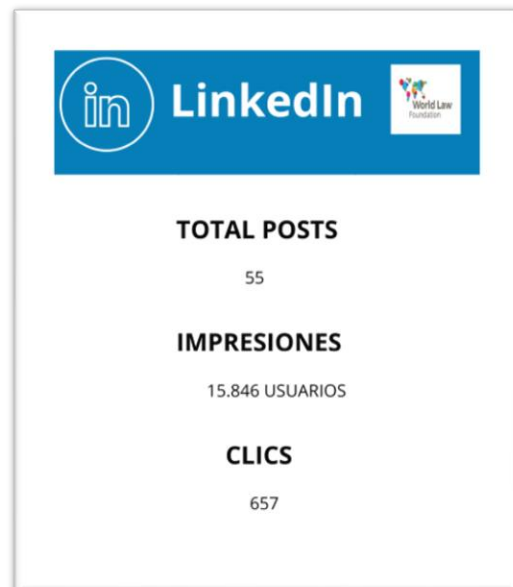 in
LinkedIn
World Law
Foundation
TOTAL POSTS
55
IMPRESIONES
15.846 USUARIOS
CLICS
657